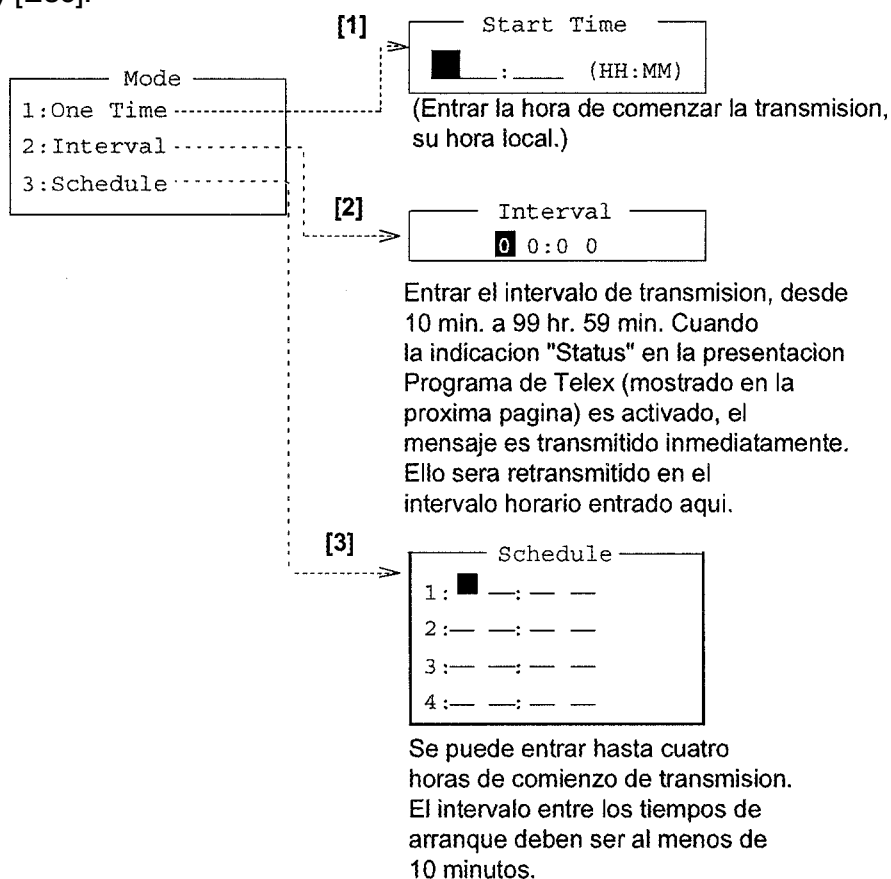 [1]
Start Time
__:__ (HH:MM)
(Entrar la hora de comenzar la transmision,
su hora local.)
Mode
1:One Time
2:Interval
3:Schedule
[2]
Interval
0 0:0 0
Entrar el intervalo de transmision, desde
10 min. a 99 hr. 59 min. Cuando
la indicacion "Status" en la presentacion
Programa de Telex (mostrado en la
proxima pagina) es activado, el
mensaje es transmitido inmediatamente.
Ello sera retransmitido en el
intervalo horario entrado aqui.
[3]
Schedule
1: —: — —
2:— —: — —
3:— —: — —
4:— —: — —
Se puede entrar hasta cuatro
horas de comienzo de transmision.
El intervalo entre los tiempos de
arranque deben ser al menos de
10 minutos.